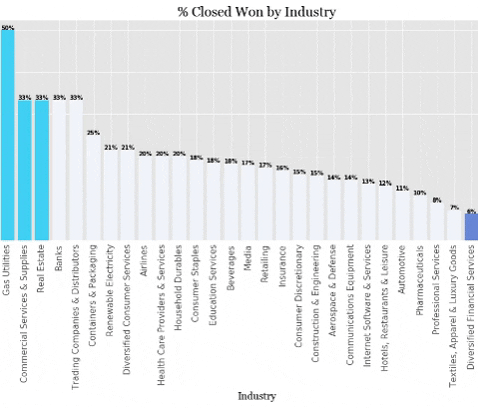 % Closed Won by Industry
50%
33%
33%
33%
33%
25%
21%
21%
20%
20%
20%
18%
18%
18%
17%
17%
16%
15%
15%
14%
14%
13%
12%
11%
10%
8%
7%
6%
Gas Utilities
Commercial Services & Supplies
Real Estate
Banks
Trading Companies & Distributors
Containers & Packaging
Renewable Electricity
Diversified Consumer Services
Airlines
Health Care Providers & Services
Household Durables
Consumer Staples
Education Services
Beverages
Media
Retailing
Insurance
Consumer Discretionary
Construction & Engineering
Aerospace & Defense
Communications Equipment
Internet Software & Services
Hotels, Restaurants & Leisure
Automotive
Pharmaceuticals
Professional Services
Textiles, Apparel & Luxury Goods
Diversified Financial Services
Industry